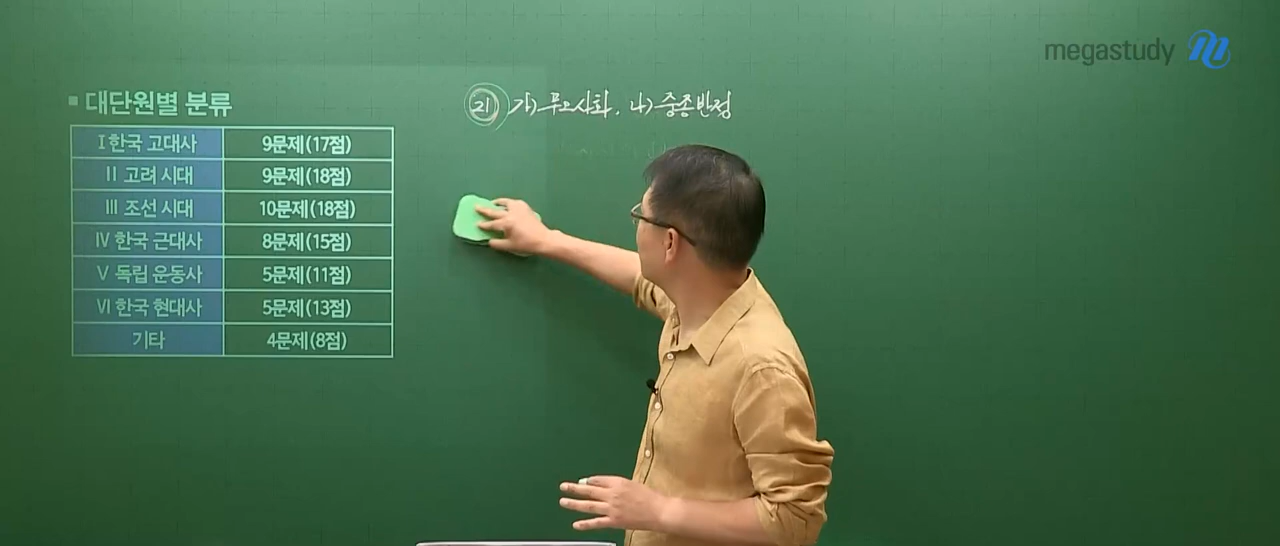 megastudy
▪ 대단원별 분류
Ⅰ 한국 고대사 9문제(17점)
Ⅱ 고려 시대 9문제(18점)
Ⅲ 조선 시대 10문제(18점)
Ⅳ 한국 근대사 8문제(15점)
Ⅴ 독립 운동사 5문제(11점)
Ⅵ 한국 현대사 5문제(13점)
기타 4문제(8점)
21 가) 무오사화, 나) 중종반정